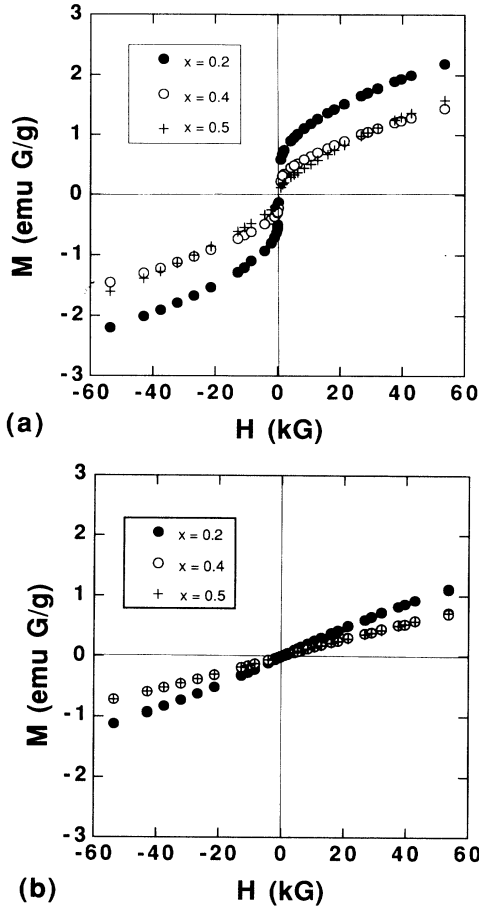 3
x = 0.2
2
x = 0.4
1
x = 0.5
0
M (emu G/g)
-1
-2
-3
-60 -40 -20 0 20 40 60
(a)
H (kG)
3
2
x = 0.2
x = 0.4
1
x = 0.5
0
M (emu G/g)
-1
-2
-3
-60 -40 -20 0 20 40 60
(b)
H (kG)